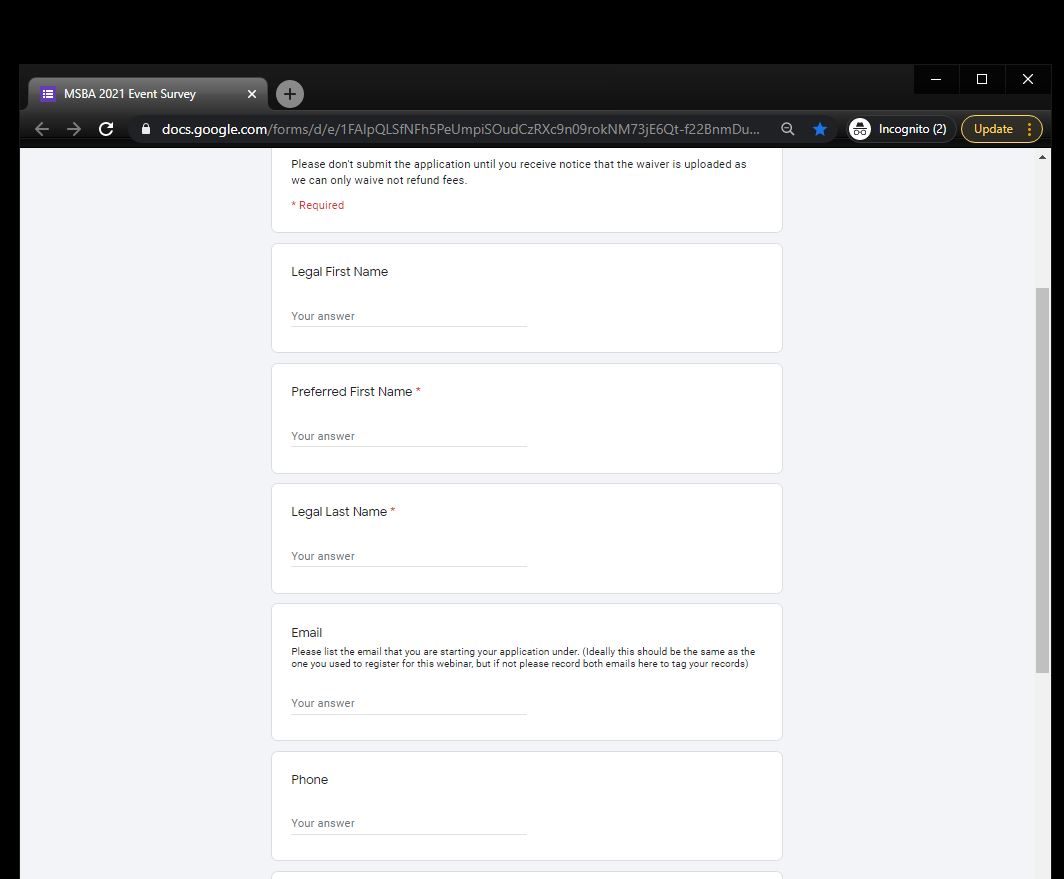 MSBA 2021 Event Survey
docs.google.com/forms/d/e/1FAIpQLSfNFh5PeUmpiSOudCzRXc9n09rokNM73jE6Qt-f22BnmDu...
Incognito (2)
Update
Please don't submit the application until you receive notice that the waiver is uploaded as
we can only waive not refund fees.
* Required
Legal First Name
Your answer
Preferred First Name *
Your answer
Legal Last Name *
Your answer
Email
Please list the email that you are starting your application under. (Ideally this should be the same as the
one you used to register for this webinar, but if not please record both emails here to tag your records)
Your answer
Phone
Your answer